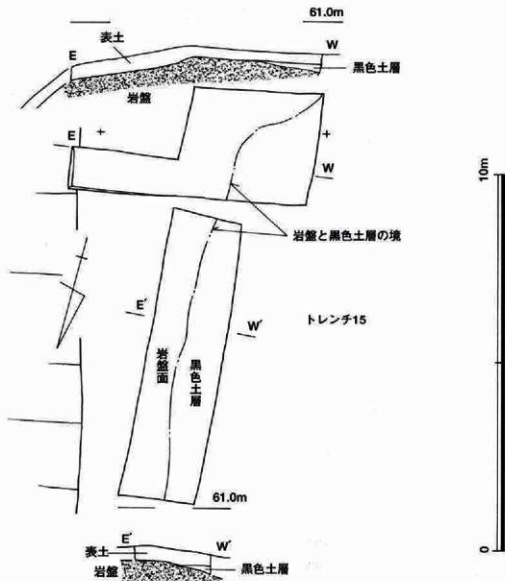 61.0m
表土
E
W
黒色土層
岩盤
E
W
10m
岩盤と黒色土層の境
E′
W′
トレンチ15
岩盤面
黒色土層
61.0m
E′
W′
表土
岩盤
黒色土層
0